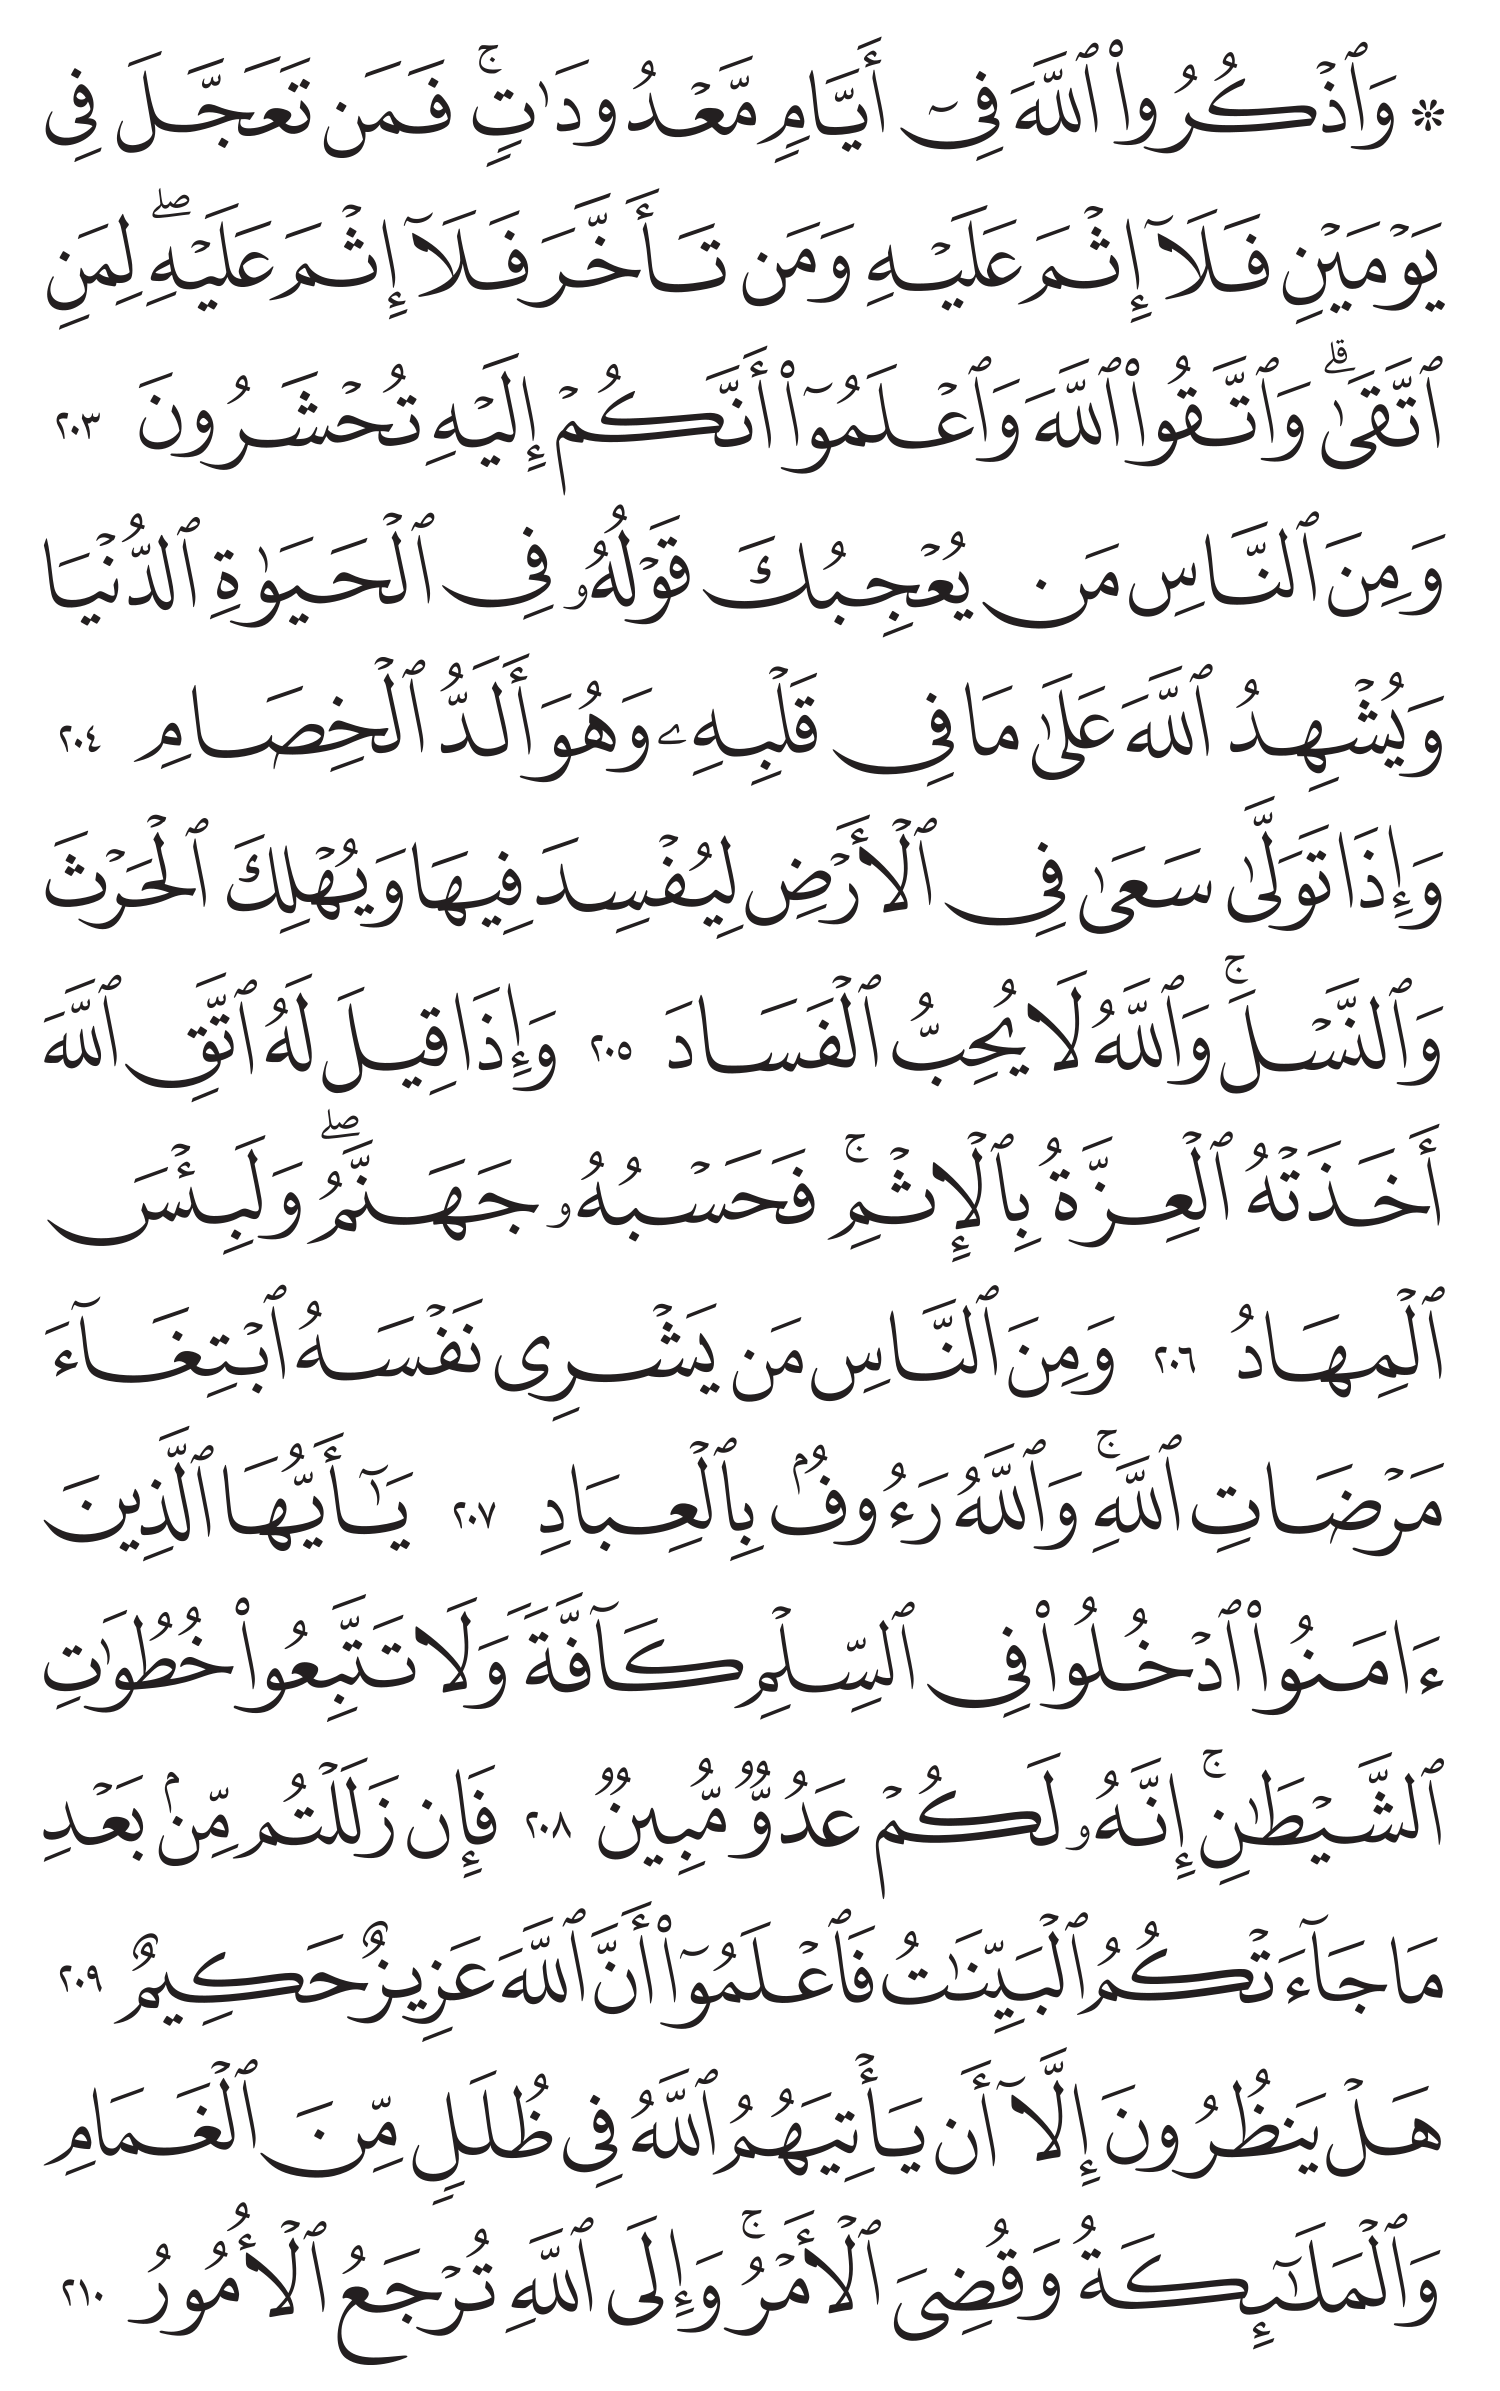 ۞ وَٱذْكُرُوا۟ ٱللَّهَ فِىٓ أَيَّامٍ مَّعْدُودَٰتٍ ۚ فَمَن تَعَجَّلَ فِى
يَوْمَيْنِ فَلَآ إِثْمَ عَلَيْهِ وَمَن تَأَخَّرَ فَلَآ إِثْمَ عَلَيْهِ ۖ لِمَنِ
ٱتَّقَىٰ ۗ وَٱتَّقُوا۟ ٱللَّهَ وَٱعْلَمُوٓا۟ أَنَّكُمْ إِلَيْهِ تُحْشَرُونَ ٢٠٣
وَمِنَ ٱلنَّاسِ مَن يُعْجِبُكَ قَوْلُهُۥ فِى ٱلْحَيَوٰةِ ٱلدُّنْيَا
وَيُشْهِدُ ٱللَّهَ عَلَىٰ مَا فِى قَلْبِهِۦ وَهُوَ أَلَدُّ ٱلْخِصَامِ ٢٠٤
وَإِذَا تَوَلَّىٰ سَعَىٰ فِى ٱلْأَرْضِ لِيُفْسِدَ فِيهَا وَيُهْلِكَ ٱلْحَرْثَ
وَٱلنَّسْلَ ۚ وَٱللَّهُ لَا يُحِبُّ ٱلْفَسَادَ ٢٠٥ وَإِذَا قِيلَ لَهُ ٱتَّقِ ٱللَّهَ
أَخَذَتْهُ ٱلْعِزَّةُ بِٱلْإِثْمِ ۚ فَحَسْبُهُۥ جَهَنَّمُ ۖ وَلَبِئْسَ
ٱلْمِهَادُ ٢٠٦ وَمِنَ ٱلنَّاسِ مَن يَشْرِى نَفْسَهُ ٱبْتِغَآءَ
مَرْضَاتِ ٱللَّهِ ۚ وَٱللَّهُ رَءُوفٌۢ بِٱلْعِبَادِ ٢٠٧ يَٰٓأَيُّهَا ٱلَّذِينَ
ءَامَنُوا۟ ٱدْخُلُوا۟ فِى ٱلسِّلْمِ كَآفَّةً وَلَا تَتَّبِعُوا۟ خُطُوَٰتِ
ٱلشَّيْطَٰنِ ۚ إِنَّهُۥ لَكُمْ عَدُوٌّ مُّبِينٌ ٢٠٨ فَإِن زَلَلْتُم مِّنۢ بَعْدِ
مَا جَآءَتْكُمُ ٱلْبَيِّنَٰتُ فَٱعْلَمُوٓا۟ أَنَّ ٱللَّهَ عَزِيزٌ حَكِيمٌ ٢٠٩
هَلْ يَنظُرُونَ إِلَّآ أَن يَأْتِيَهُمُ ٱللَّهُ فِى ظُلَلٍ مِّنَ ٱلْغَمَامِ
وَٱلْمَلَٰٓئِكَةُ وَقُضِىَ ٱلْأَمْرُ ۚ وَإِلَى ٱللَّهِ تُرْجَعُ ٱلْأُمُورُ ٢١٠